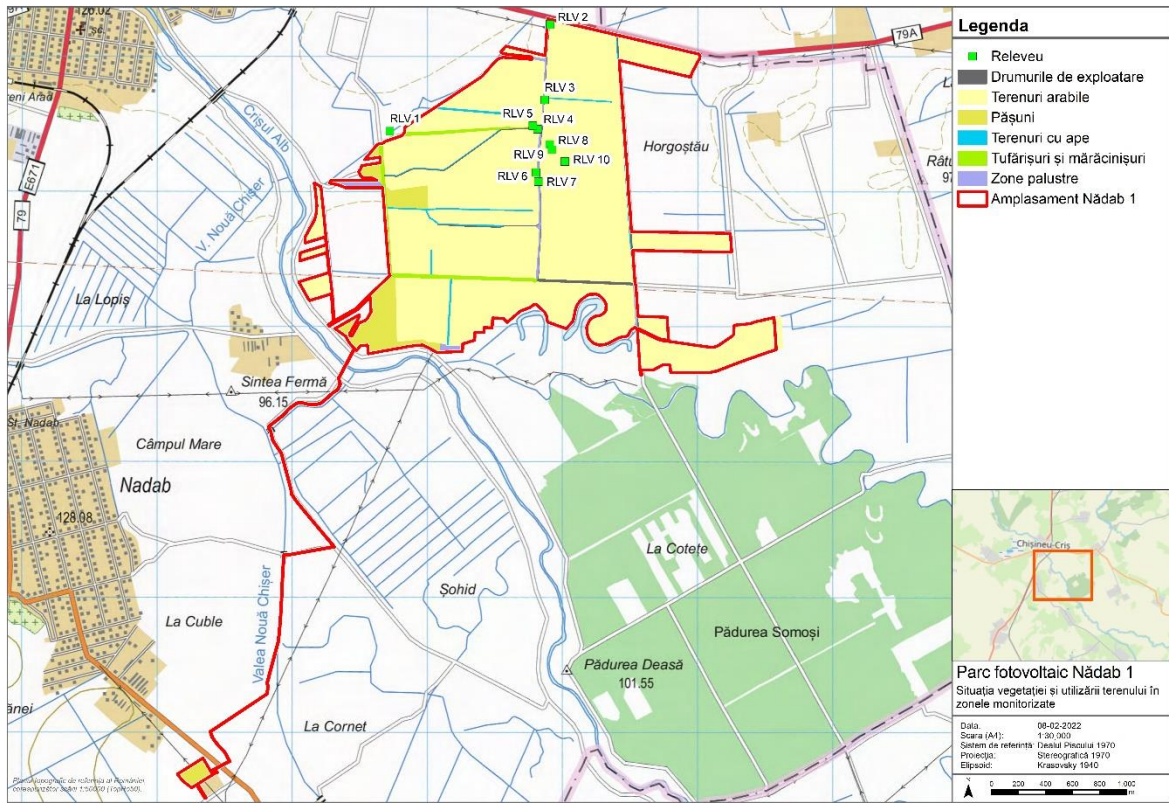 126.02
sc.
RLV 2
79A
RLV 3
RLV 5
RLV 4
RLV 1
RLV 8
RLV 9
RLV 10
RLV 6
RLV 7
Horgoștău
Crișul Alb
E671
79
V. Nouă Chișer
La Lopiș
Sintea Fermă
96.15
St. Nadab
Câmpul Mare
Nadab
128.08
La Cotețe
Șohid
La Cuble
Valea Nouă Chișer
Pădurea Somoși
Pădurea Deasă
101.55
La Cornet
Legenda
Releveu
Drumurile de exploatare
Terenuri arabile
Pășuni
Terenuri cu ape
Tufărișuri și mărăcinișuri
Zone palustre
Amplasament Nădab 1
Chișineu-Criș
Parc fotovoltaic Nădab 1
Situația vegetației și utilizării terenului în
zonele monitorizate
Data: 08-02-2022
Scara (A4): 1:30,000
Sistem de referință: Dealul Piscului 1970
Proiecția: Stereografică 1970
Elipsoid: Krasovsky 1940
N
0 200 400 600 800 1.000
m